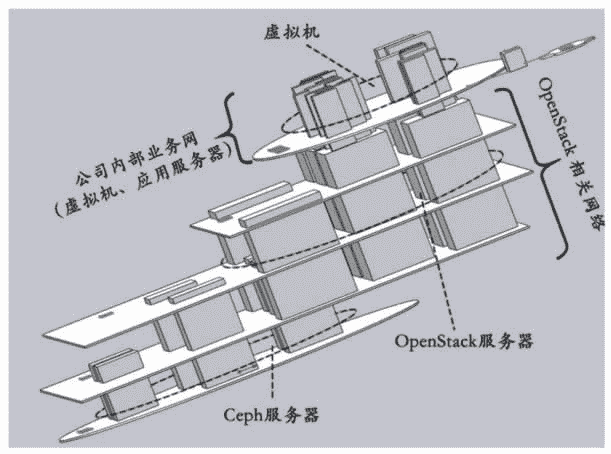 虚拟机
公司内部业务网
（虚拟机、应用服务器）
OpenStack 相关网络
OpenStack服务器
Ceph服务器